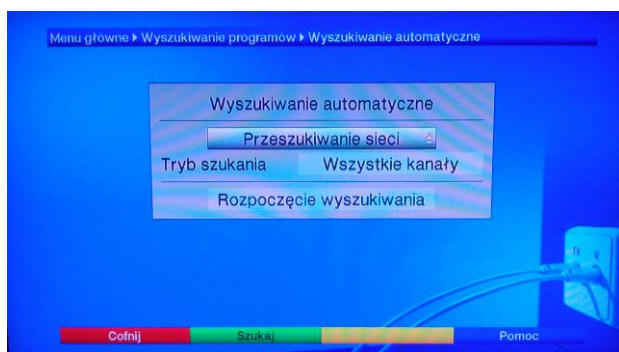 Menu główne ▸ Wyszukiwanie programów ▸ Wyszukiwanie automatyczne
Wyszukiwanie automatyczne
Przeszukiwanie sieci
Tryb szukania Wszystkie kanały
Rozpoczęcie wyszukiwania
TV R
Cofnij Szukaj Pomoc